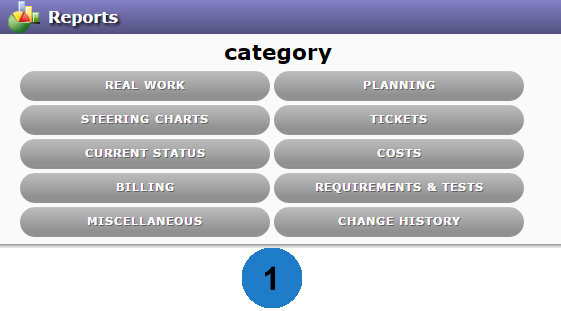 Reports
category
REAL WORK PLANNING
STEERING CHARTS TICKETS
CURRENT STATUS COSTS
BILLING REQUIREMENTS & TESTS
MISCELLANEOUS CHANGE HISTORY
1